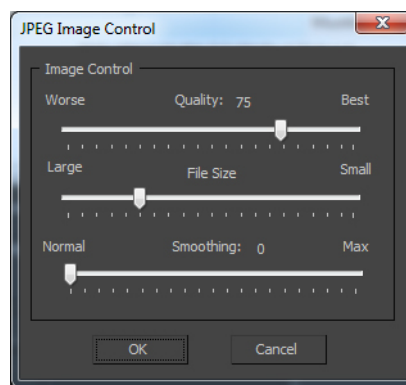 JPEG Image Control
Image Control
Worse Quality: 75 Best
Large File Size Small
Normal Smoothing: 0 Max
OK Cancel